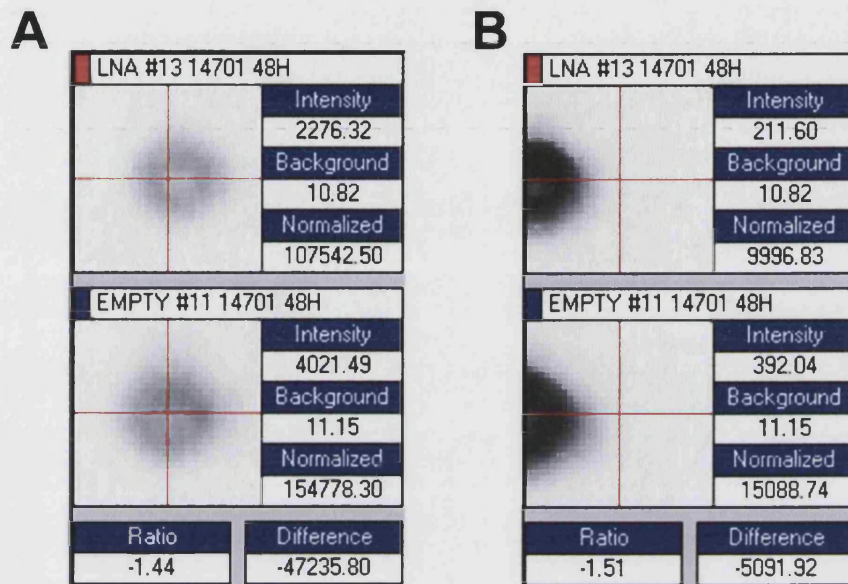 A
LNA #13 14701 48H
Intensity
2276.32
Background
10.82
Normalized
107542.50
EMPTY #11 14701 48H
Intensity
4021.49
Background
11.15
Normalized
154778.30
Ratio
-1.44
Difference
-47235.80
B
LNA #13 14701 48H
Intensity
211.60
Background
10.82
Normalized
9996.83
EMPTY #11 14701 48H
Intensity
392.04
Background
11.15
Normalized
15088.74
Ratio
-1.51
Difference
-5091.92